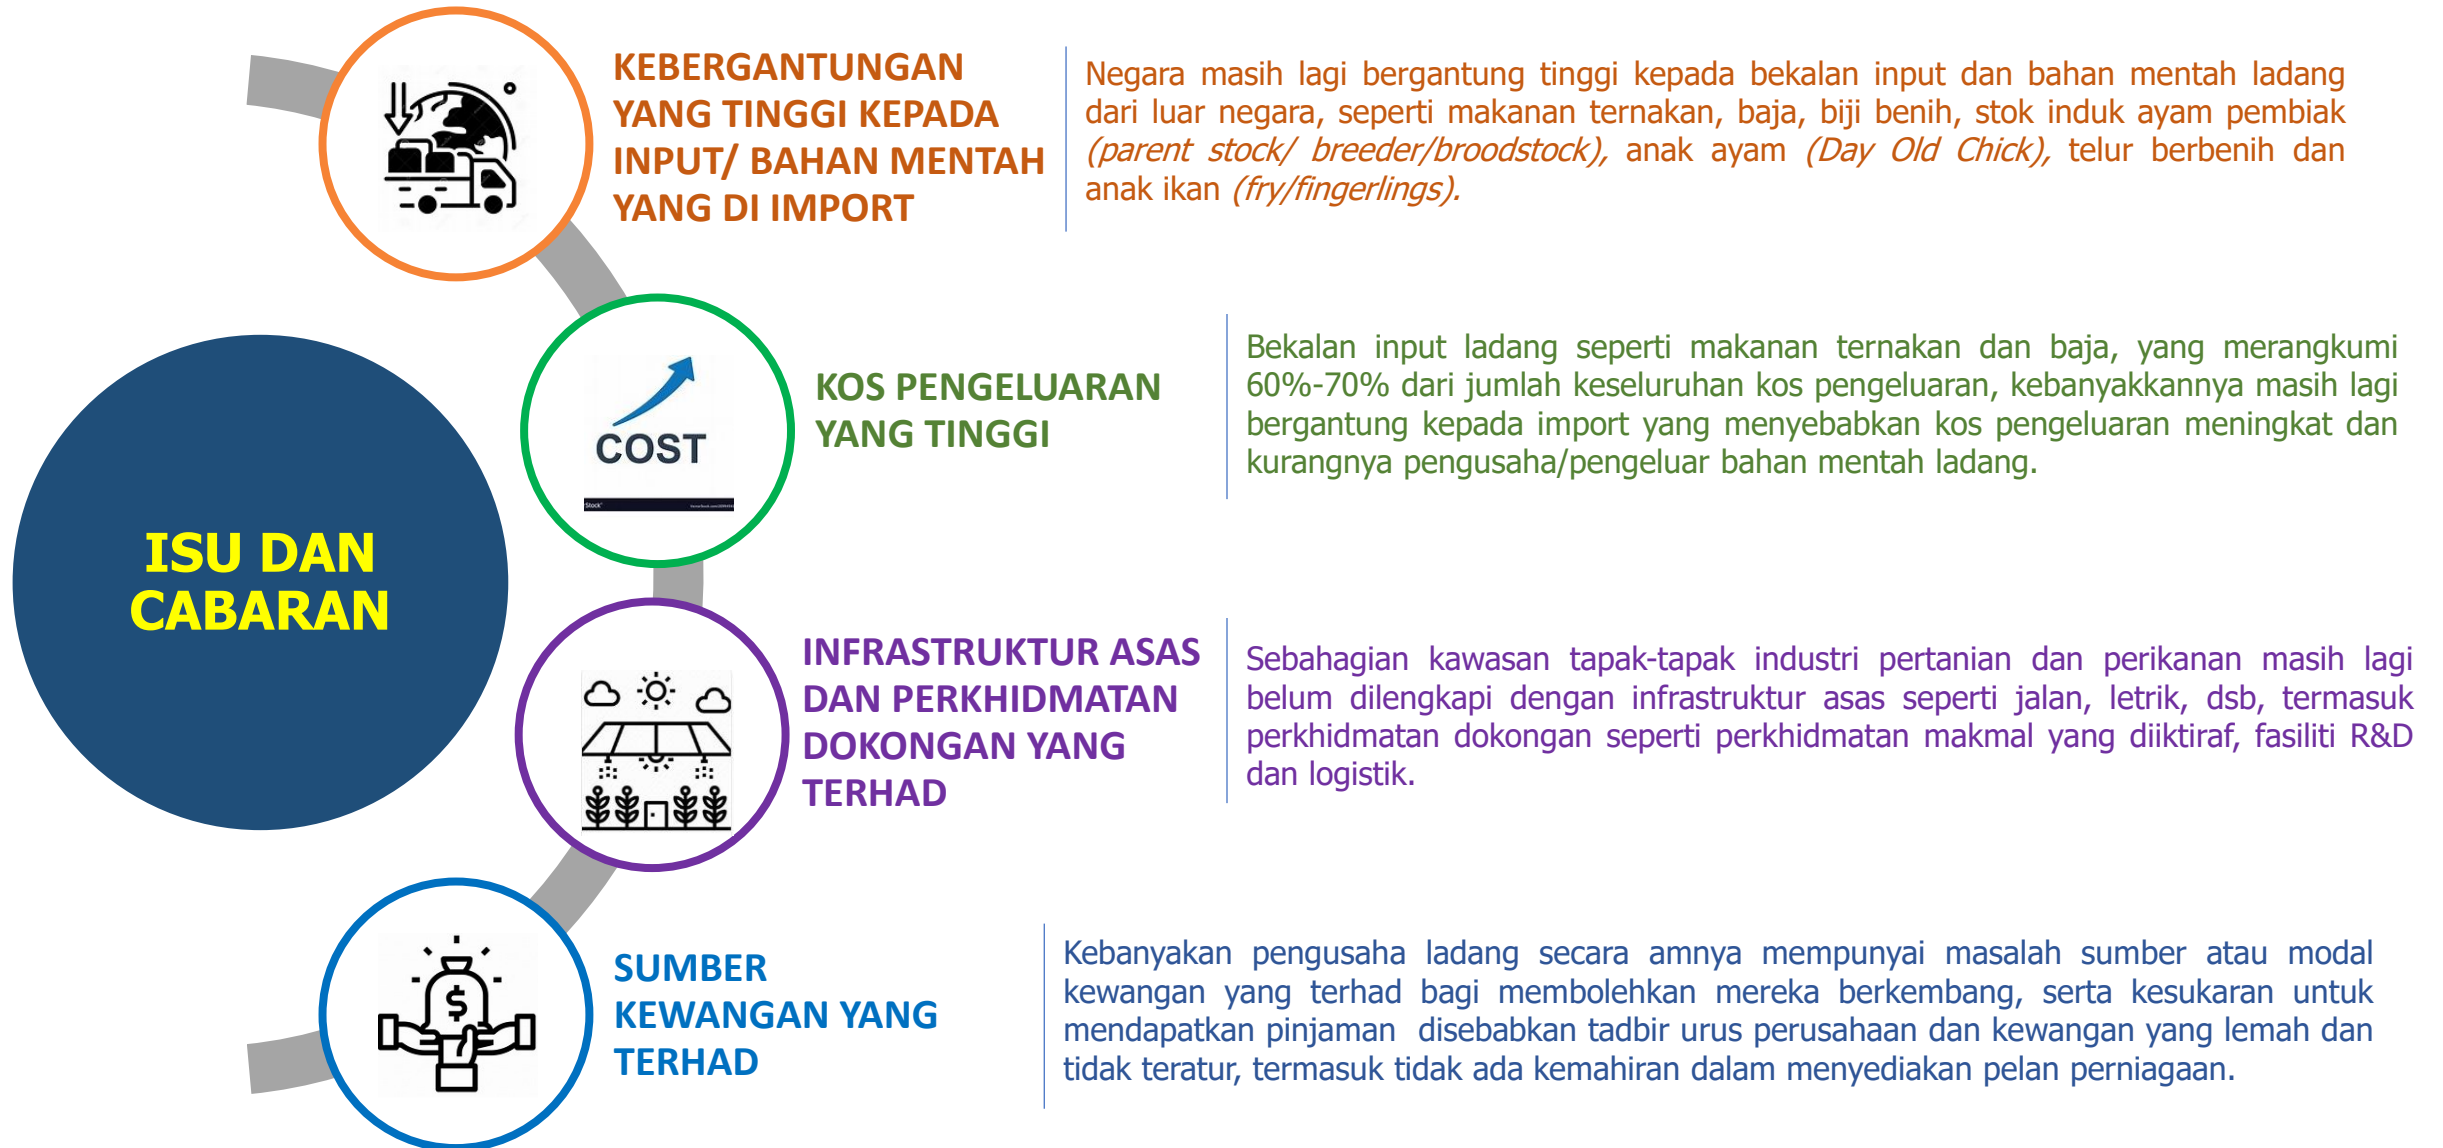 KEBERGANTUNGAN
YANG TINGGI KEPADA
INPUT/ BAHAN MENTAH
YANG DI IMPORT
Negara masih lagi bergantung tinggi kepada bekalan input dan bahan mentah ladang
dari luar negara, seperti makanan ternakan, baja, biji benih, stok induk ayam pembiak
(parent stock/ breeder/broodstock), anak ayam (Day Old Chick), telur berbenih dan
anak ikan (fry/fingerlings).
COST
KOS PENGELUARAN
YANG TINGGI
Bekalan input ladang seperti makanan ternakan dan baja, yang merangkumi
60%-70% dari jumlah keseluruhan kos pengeluaran, kebanyakkannya masih lagi
bergantung kepada import yang menyebabkan kos pengeluaran meningkat dan
kurangnya pengusaha/pengeluar bahan mentah ladang.
ISU DAN
CABARAN
INFRASTRUKTUR ASAS
DAN PERKHIDMATAN
DOKONGAN YANG
TERHAD
Sebahagian kawasan tapak-tapak industri pertanian dan perikanan masih lagi
belum dilengkapi dengan infrastruktur asas seperti jalan, letrik, dsb, termasuk
perkhidmatan dokongan seperti perkhidmatan makmal yang diiktiraf, fasiliti R&D
dan logistik.
$
SUMBER
KEWANGAN YANG
TERHAD
Kebanyakan pengusaha ladang secara amnya mempunyai masalah sumber atau modal
kewangan yang terhad bagi membolehkan mereka berkembang, serta kesukaran untuk
mendapatkan pinjaman disebabkan tadbir urus perusahaan dan kewangan yang lemah dan
tidak teratur, termasuk tidak ada kemahiran dalam menyediakan pelan perniagaan.